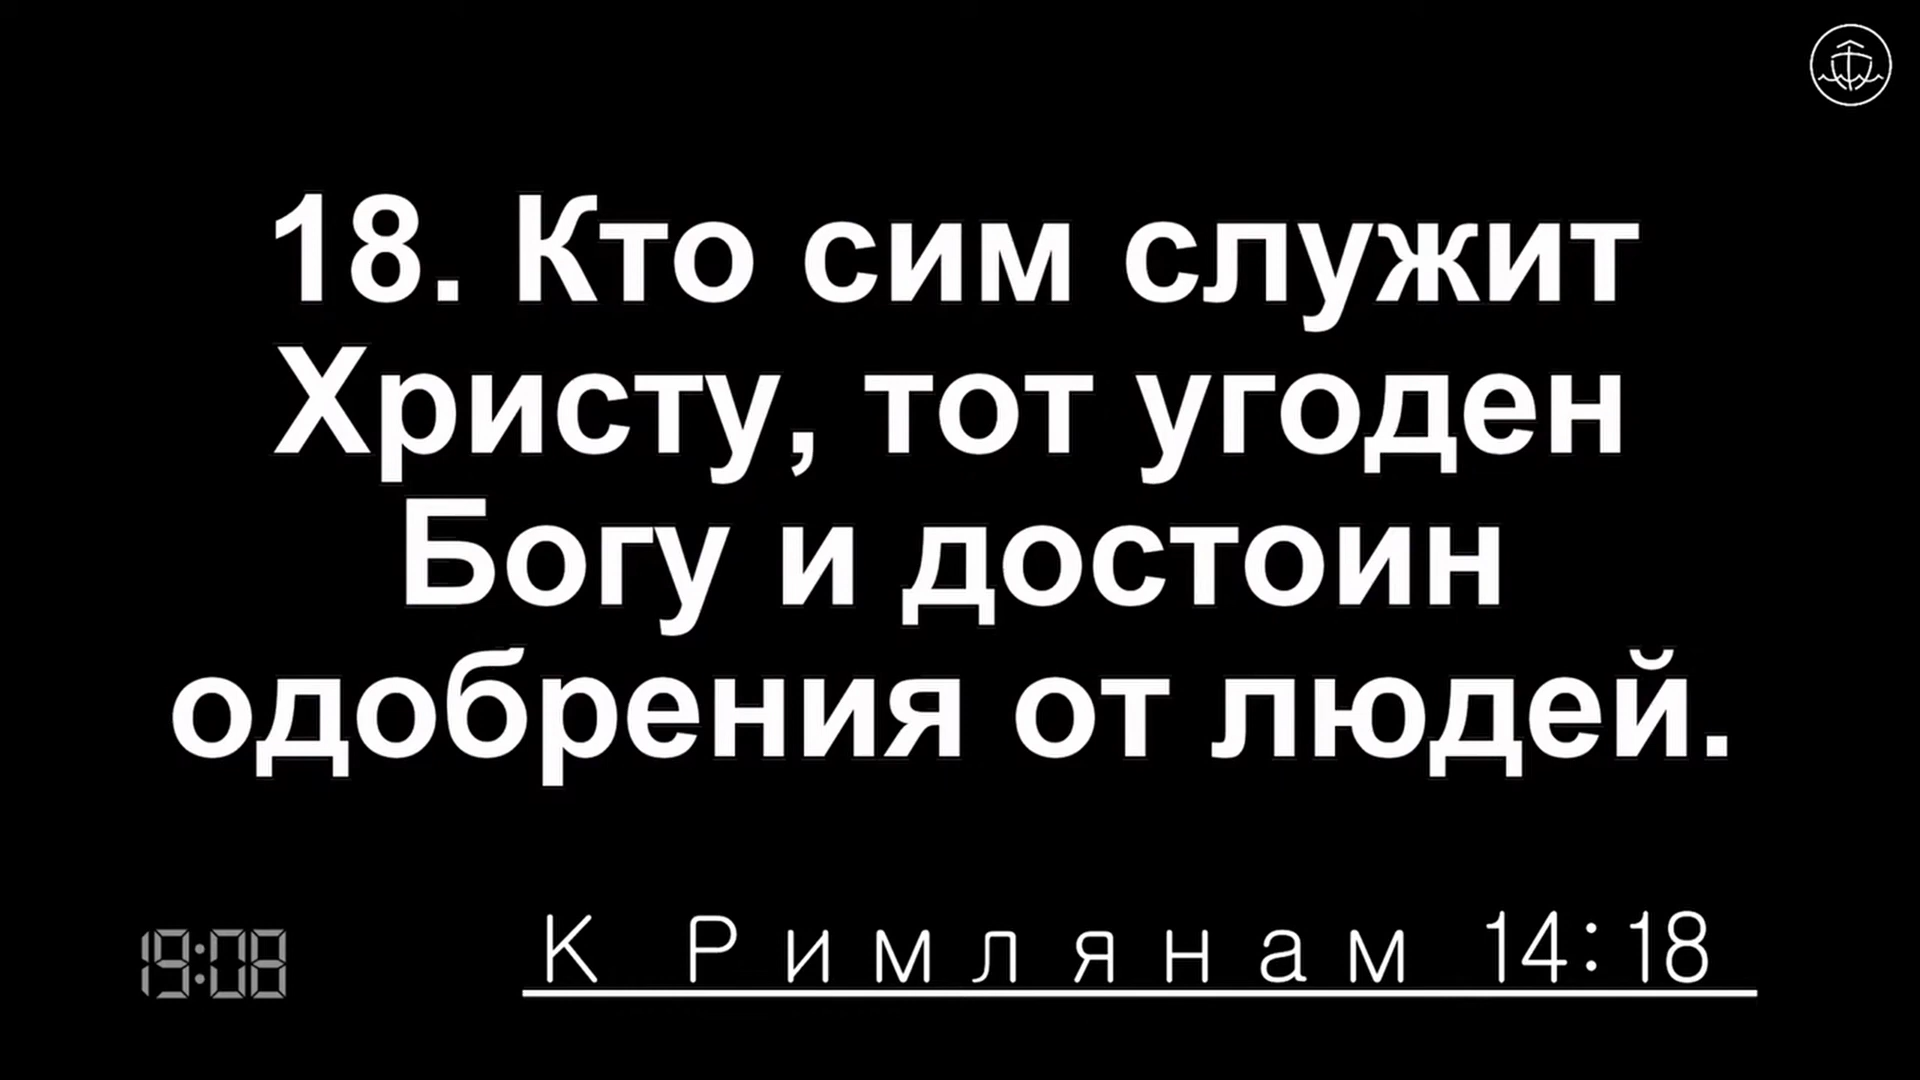 18. Кто сим служит
Христу, тот угоден
Богу и достоин
одобрения от людей.
19:08
К Римлянам 14:18